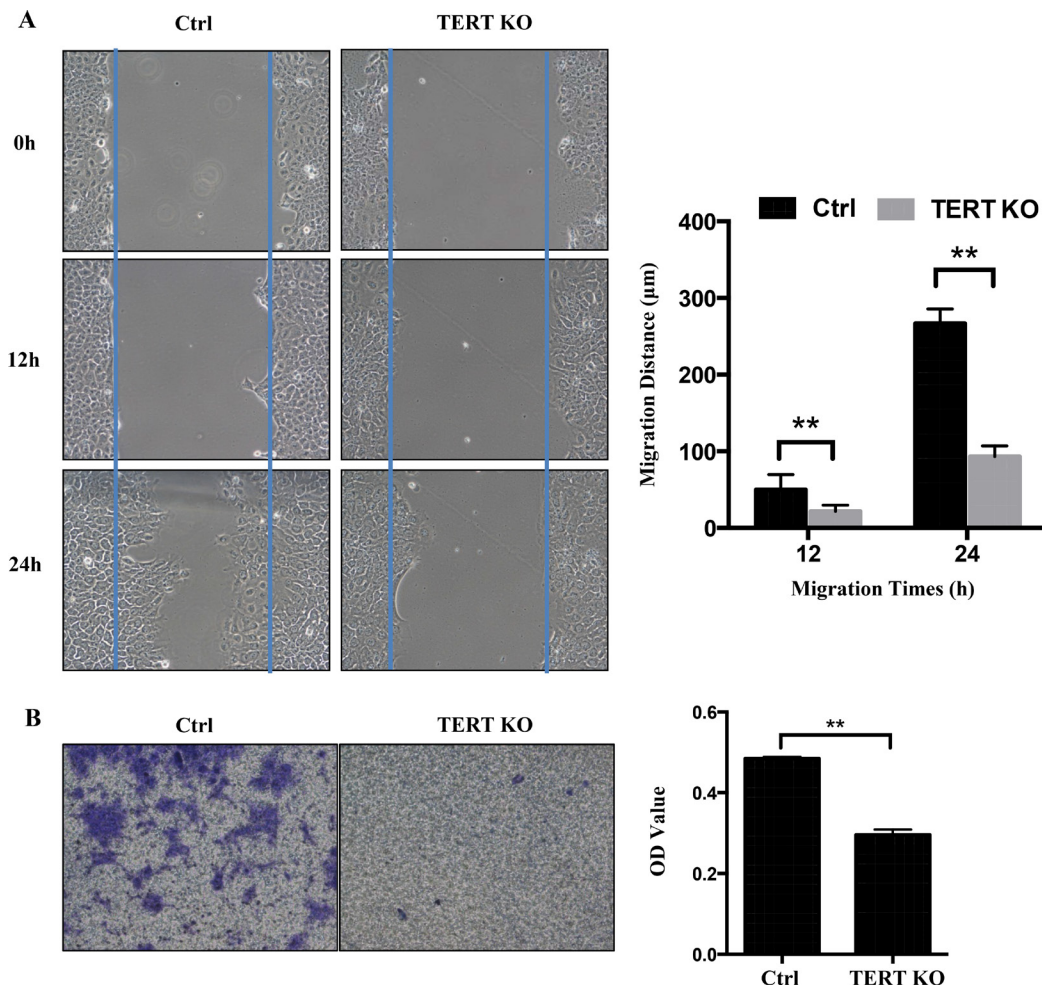 A
Ctrl
TERT KO
0h
12h
24h
Ctrl
TERT KO
400
300
200
100
0
**
**
12
24
Migration Distance (µm)
Migration Times (h)
B
Ctrl
TERT KO
0.6
0.4
0.2
0.0
**
OD Value
Ctrl
TERT KO